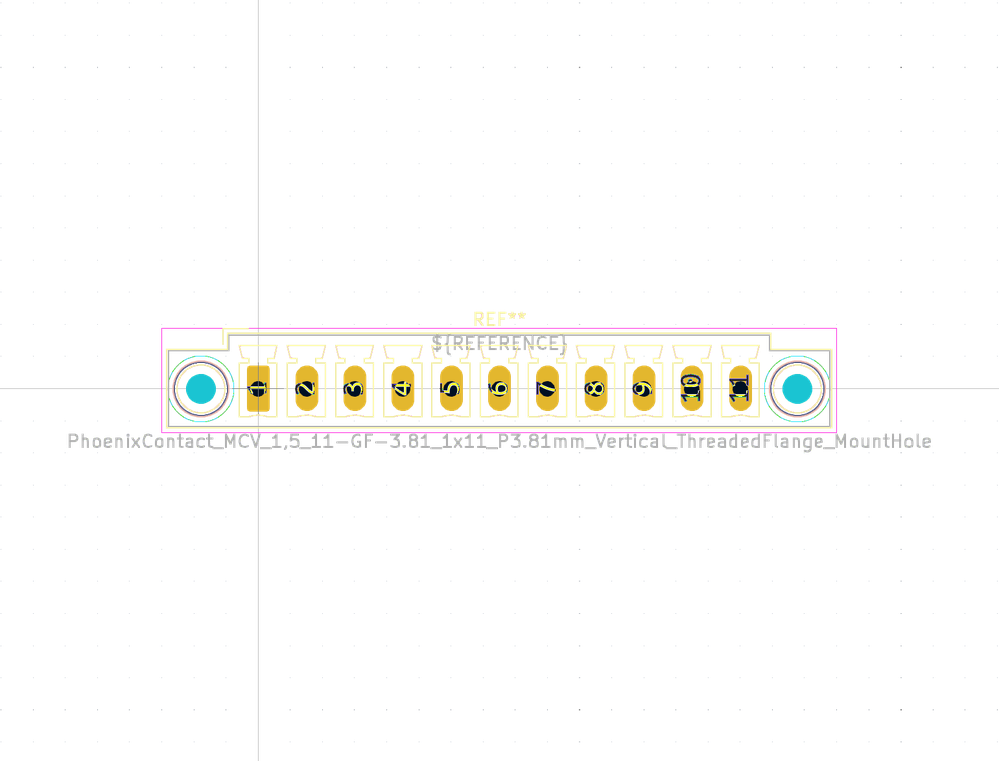 REF**
${REFERENCE}
1 2 3 4 5 6 7 8 9 10 11
PhoenixContact_MCV_1,5_11-GF-3.81_1x11_P3.81mm_Vertical_ThreadedFlange_MountHole